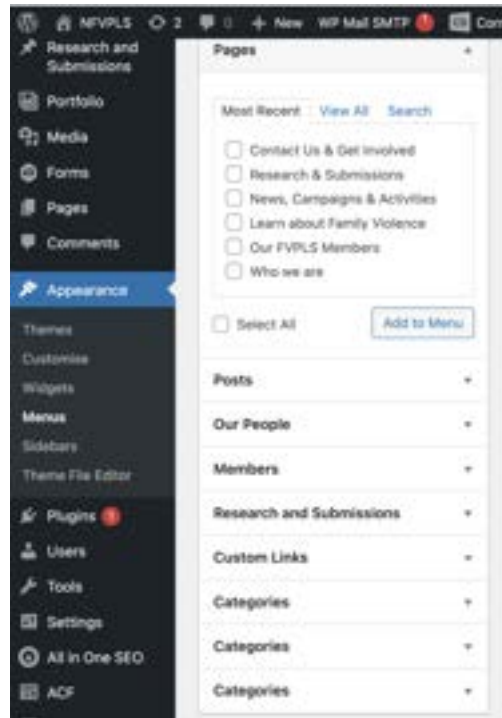 NFVPLS 2 0 + New WP Mail SMTP ! Con
Research and
Submissions
Portfolio
Media
Forms
Pages
Comments
Appearance
Themes
Customise
Widgets
Menus
Sidebars
Theme File Editor
Plugins 1
Users
Tools
Settings
All in One SEO
ACF
Pages
Most Recent View All Search
Contact Us & Get Involved
Research & Submissions
News, Campaigns & Activities
Learn about Family Violence
Our FVPLS Members
Who we are
Select All Add to Menu
Posts
Our People
Members
Research and Submissions
Custom Links
Categories
Categories
Categories